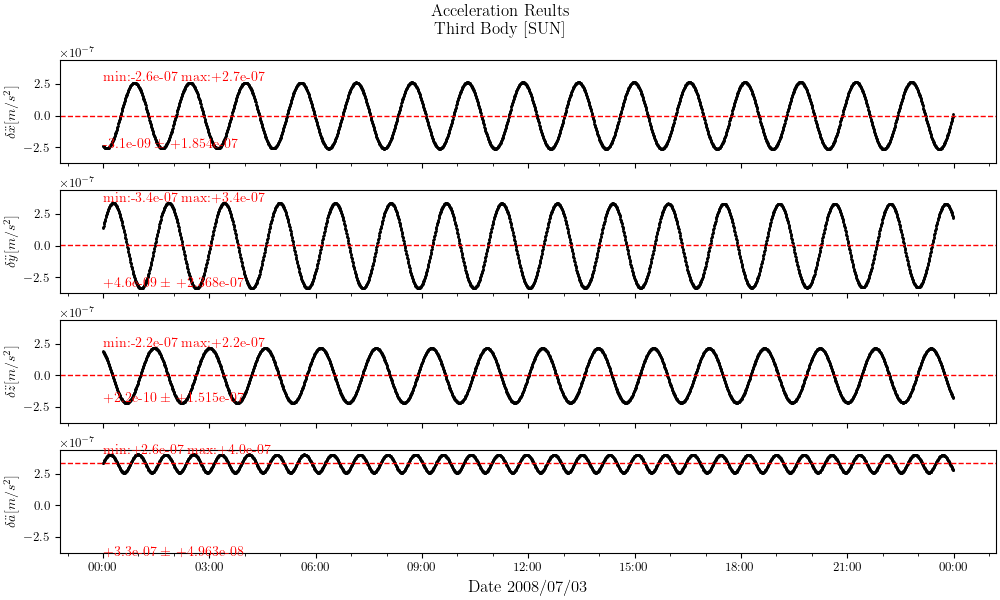 Acceleration Reults
Third Body [SUN]
×10⁻⁷
δẍ[m/s²]
2.5
0.0
−2.5
min:-2.6e-07 max:+2.7e-07
×10⁻⁷
δÿ[m/s²]
2.5
0.0
−2.5
min:-3.4e-07 max:+3.4e-07
×10⁻⁷
δz̈[m/s²]
2.5
0.0
−2.5
min:-2.2e-07 max:+2.2e-07
×10⁻⁷
δä[m/s²]
2.5
0.0
−2.5
min:+2.6e-07 max:+4.0e-07
+3.3e-07 ± +4.963e-08
00:00 03:00 06:00 09:00 12:00 15:00 18:00 21:00 00:00
Date 2008/07/03